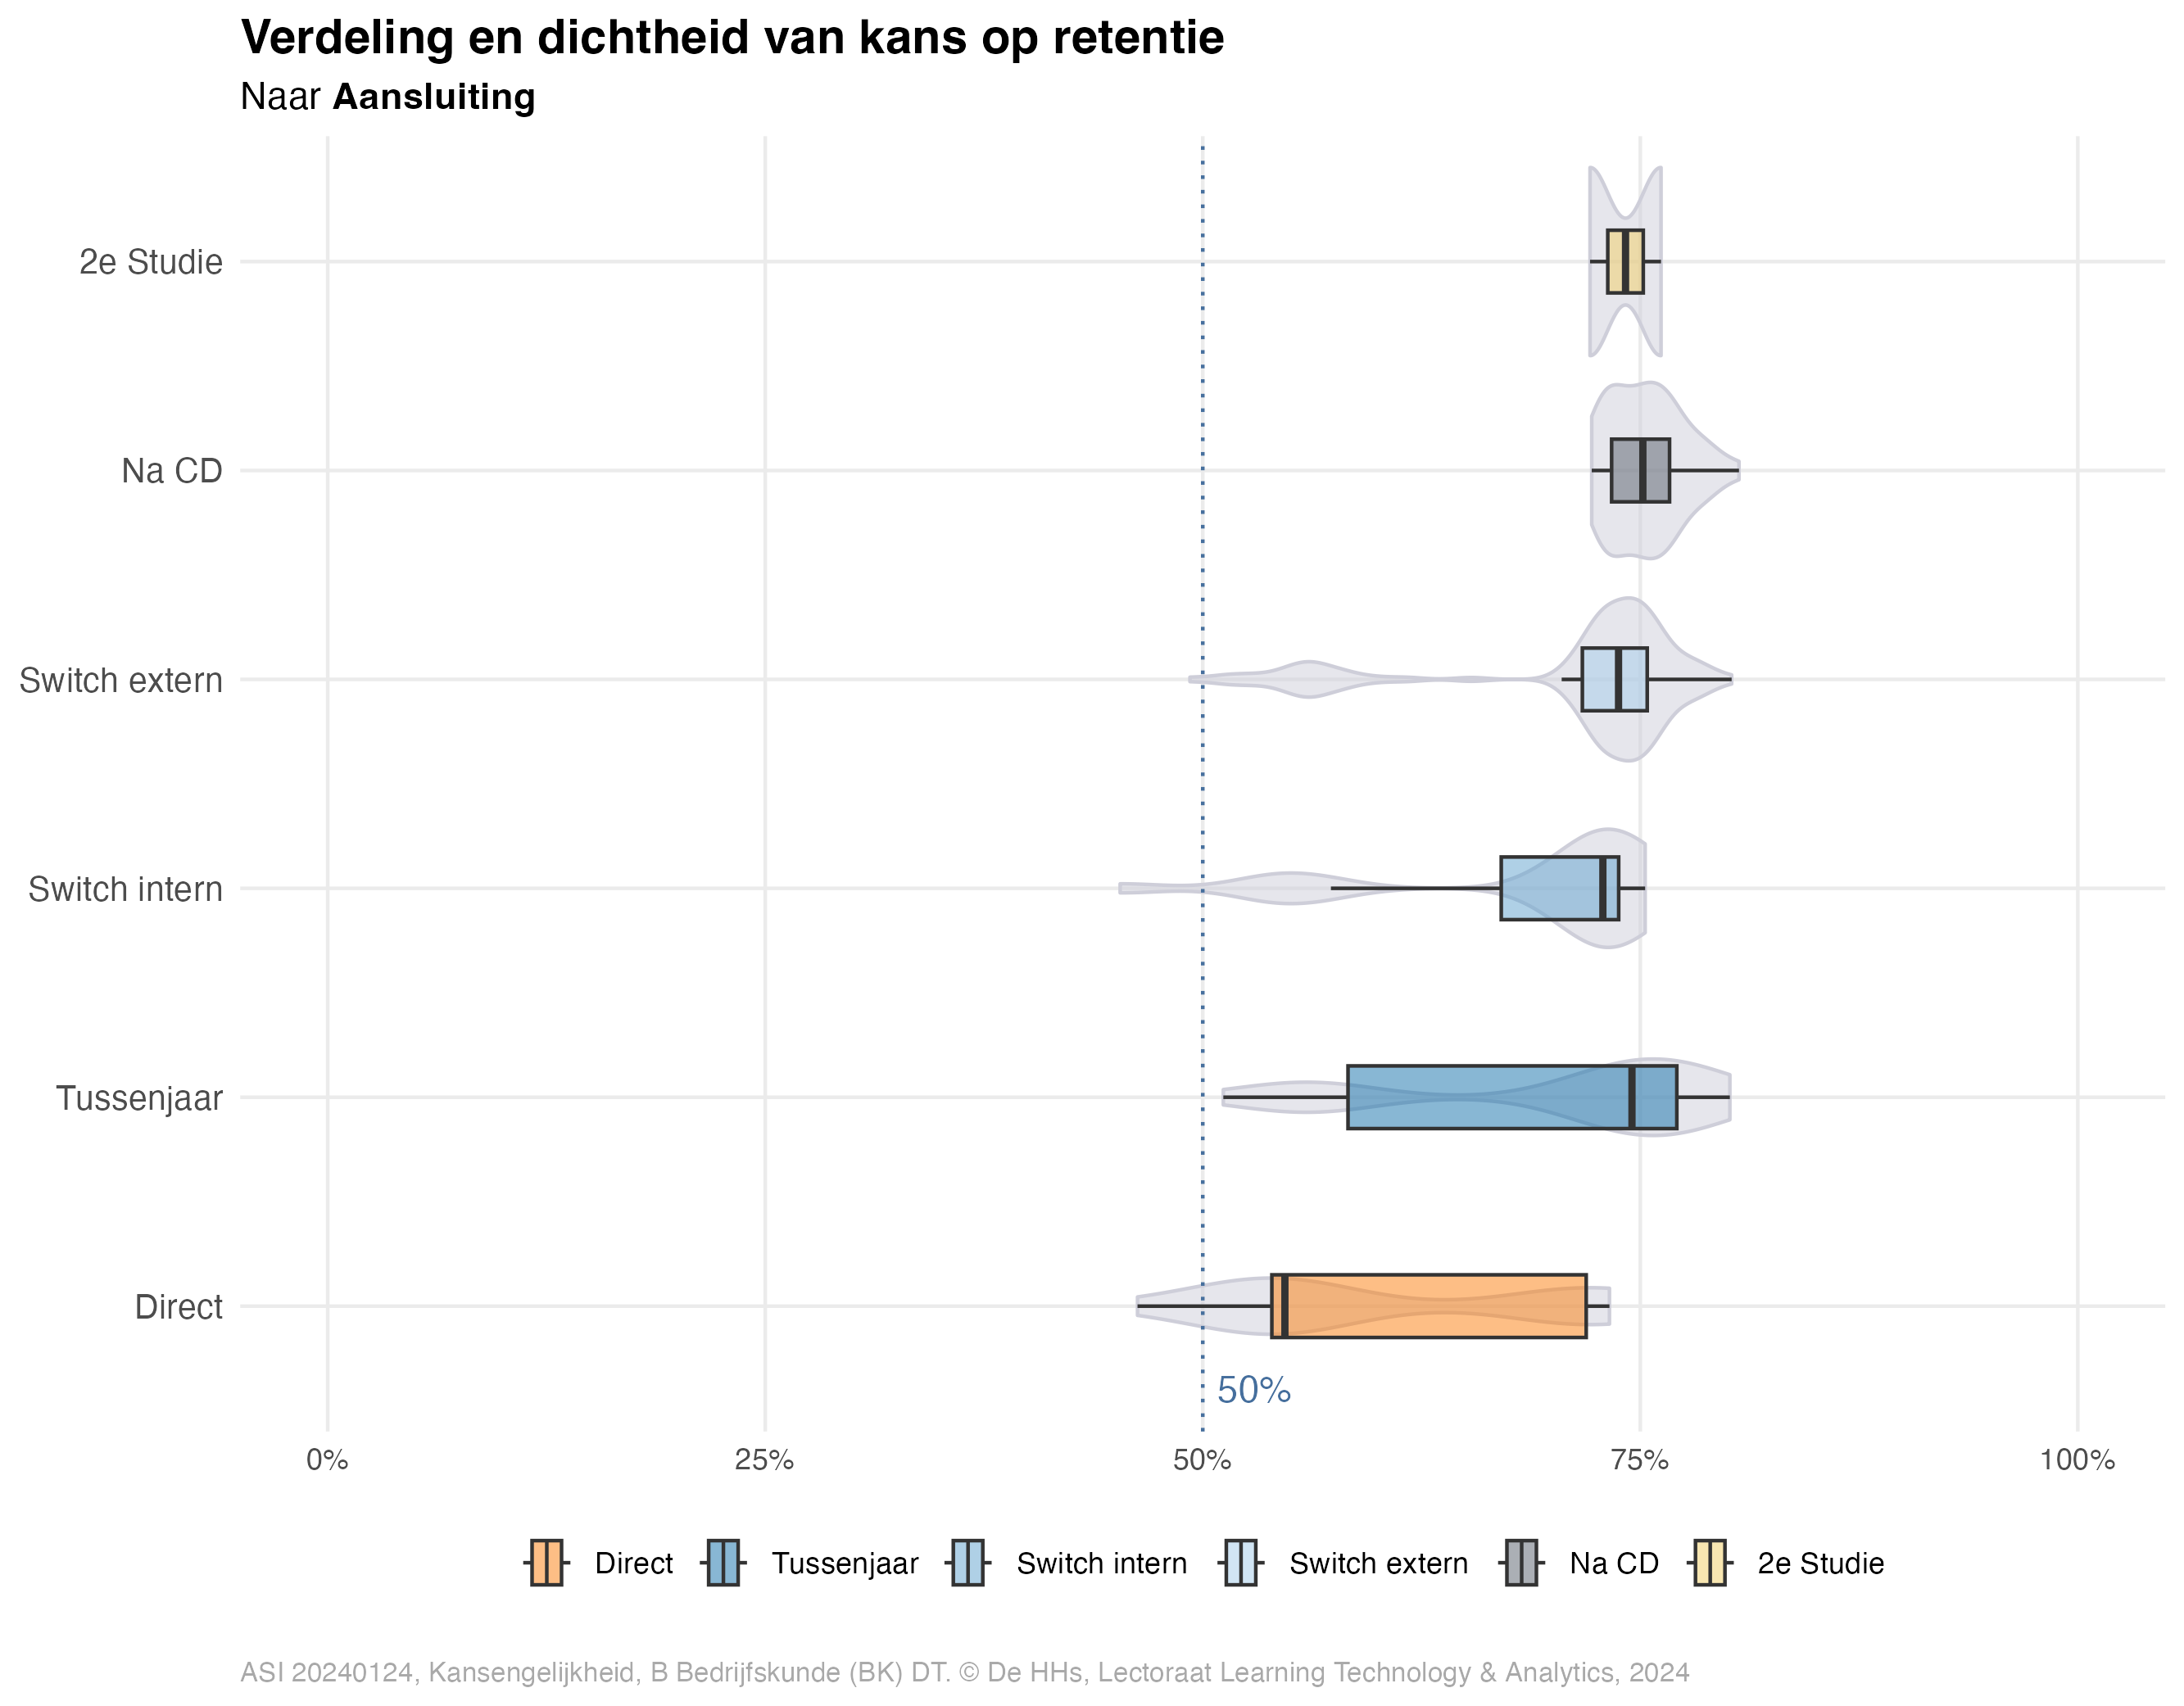 Verdeling en dichtheid van kans op retentie
Naar Aansluiting
2e Studie
Na CD
Switch extern
Switch intern
Tussenjaar
Direct
50%
0% 25% 50% 75% 100%
Direct Tussenjaar Switch intern Switch extern Na CD 2e Studie
ASI 20240124, Kansengelijkheid, B Bedrijfskunde (BK) DT. © De HHs, Lectoraat Learning Technology & Analytics, 2024